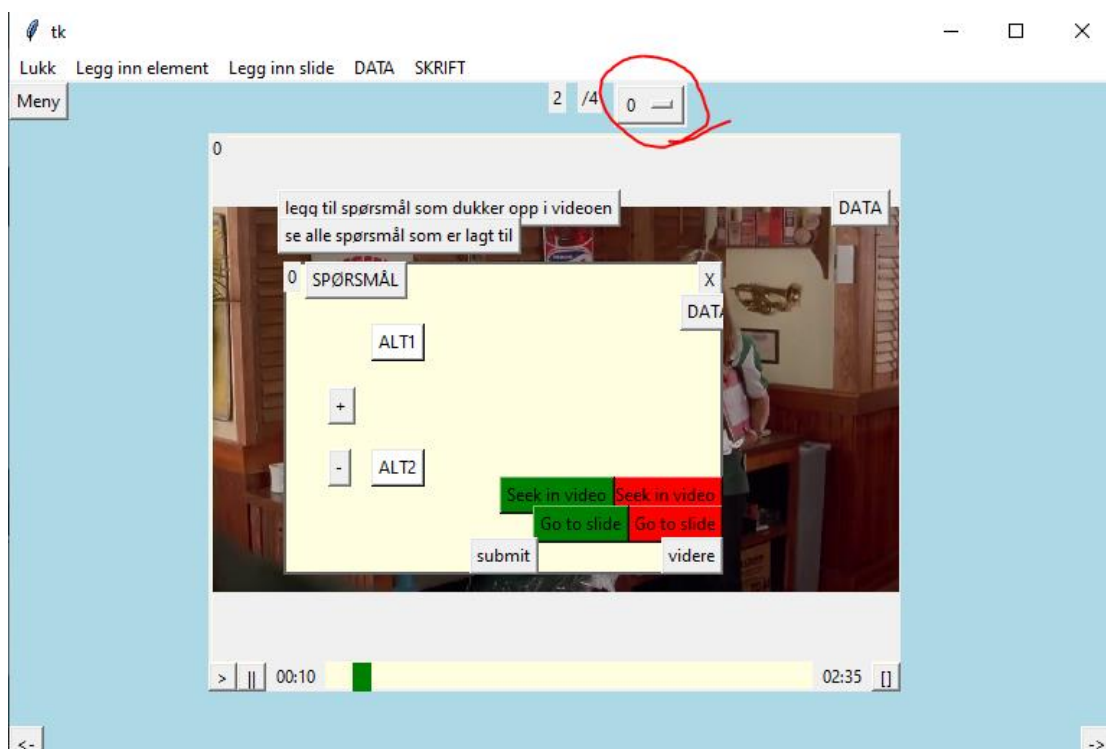 tk
Lukk Legg inn element Legg inn slide DATA SKRIFT
Meny
2 /4 0
0
legg til spørsmål som dukker opp i videoen
DATA
se alle spørsmål som er lagt til
0 SPØRSMÅL X
DATA
ALT1
+
- ALT2
Seek in video Seek in video
Go to slide Go to slide
submit videre
> || 00:10 02:35 []
<- ->